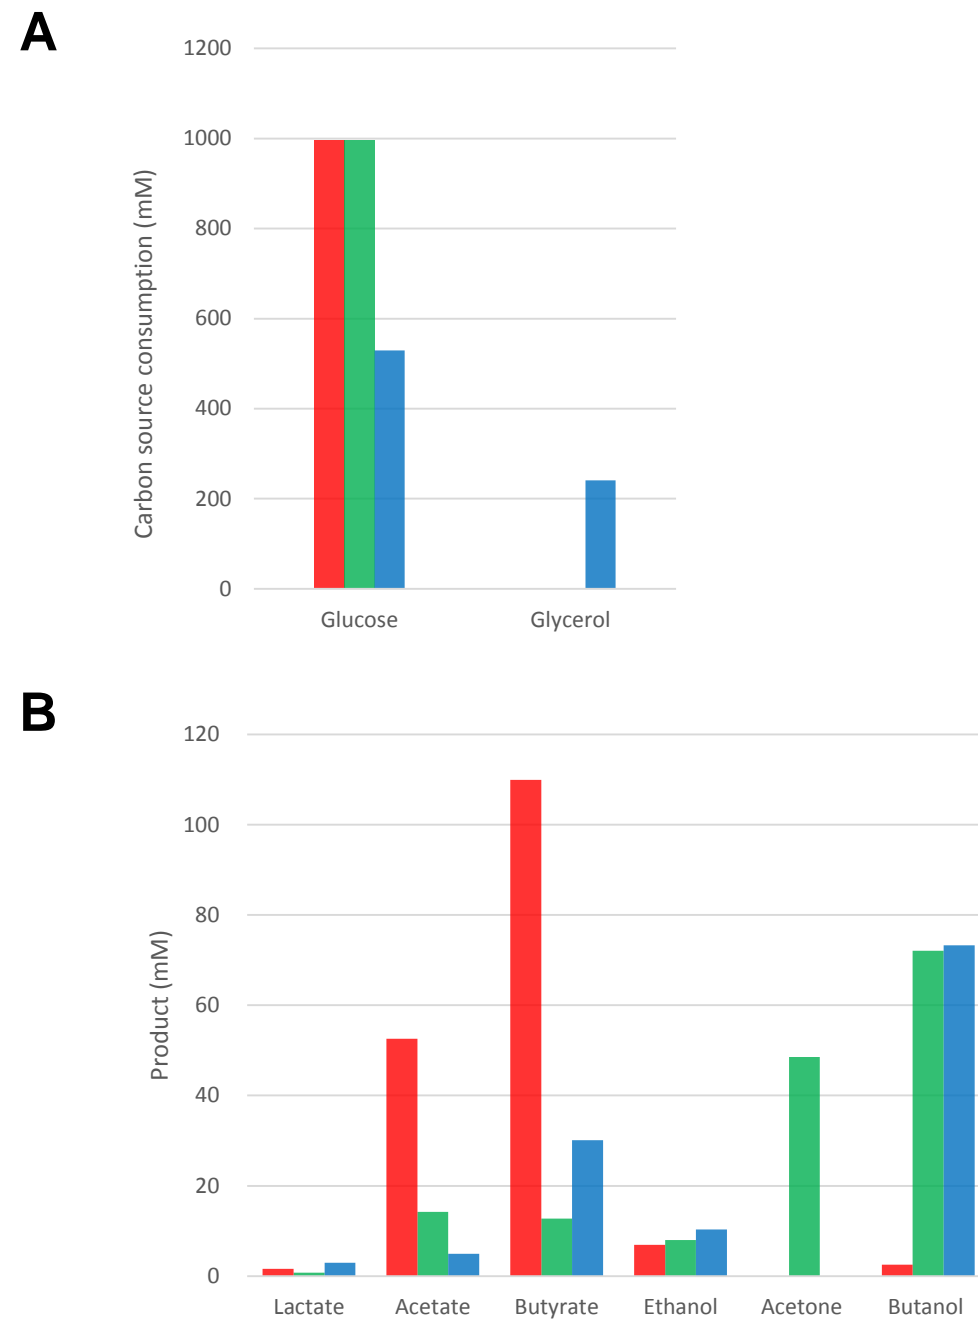 A
1200
1000
800
600
400
200
0
Carbon source consumption (mM)
Glucose Glycerol
B
120
100
80
60
40
20
0
Product (mM)
Lactate Acetate Butyrate Ethanol Acetone Butanol